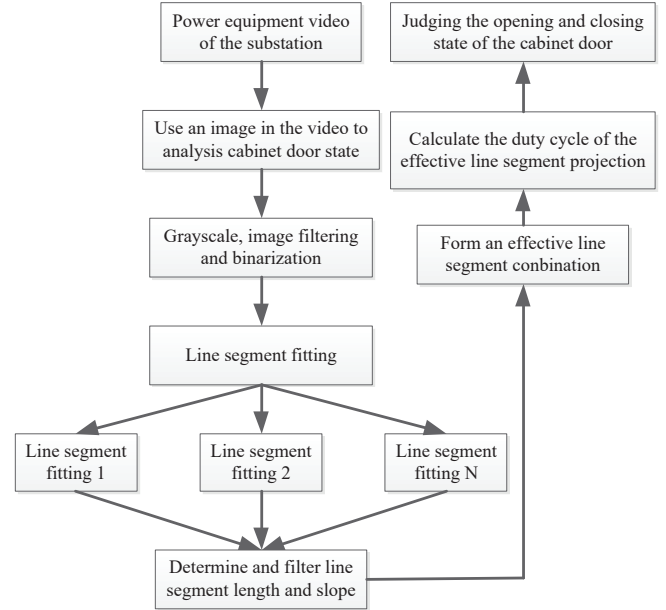 Power equipment video
of the substation
Use an image in the video to
analysis cabinet door state
Grayscale, image filtering
and binarization
Line segment fitting
Line segment
fitting 1
Line segment
fitting 2
Line segment
fitting N
Determine and filter line
segment length and slope
Form an effective line
segment conbination
Calculate the duty cycle of the
effective line segment projection
Judging the opening and closing
state of the cabinet door